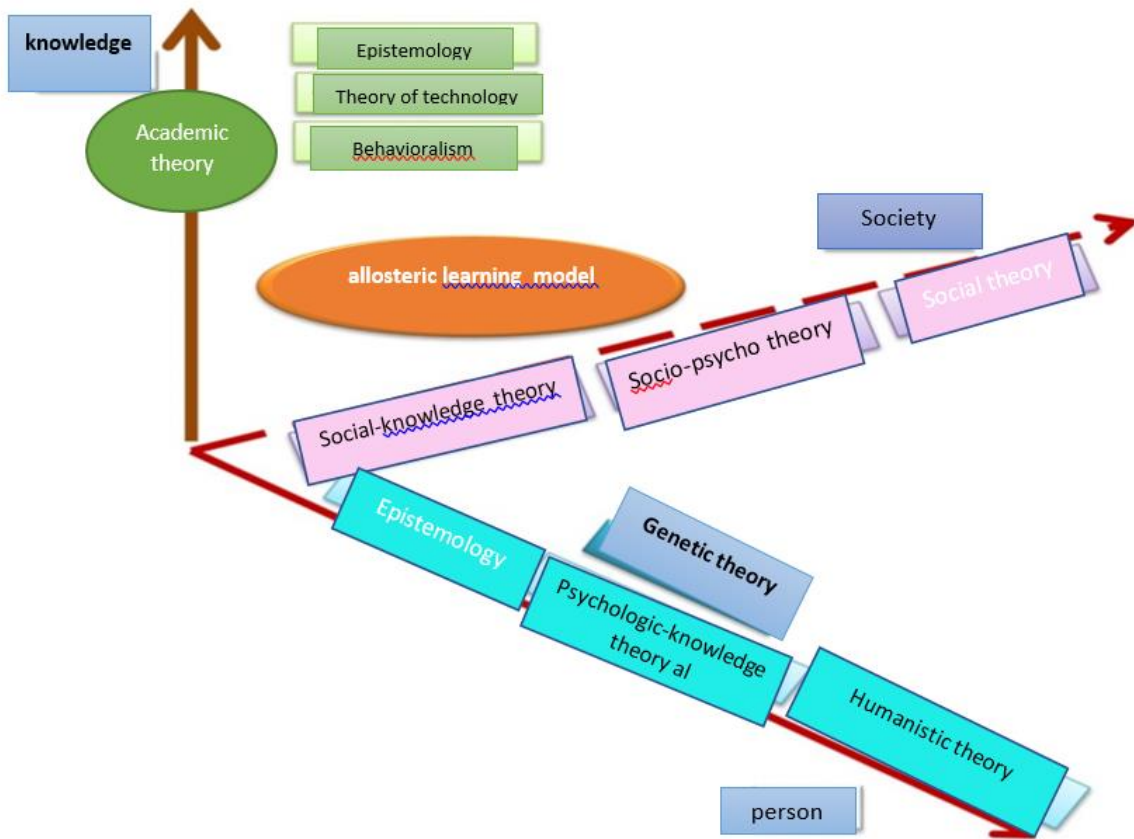 knowledge
Epistemology
Theory of technology
Academic
theory
Behavioralism
Society
allosteric learning model
Social theory
Socio-psycho theory
Social-knowledge theory
Epistemology
Genetic theory
Psychologic-knowledge
theory al
Humanistic theory
person